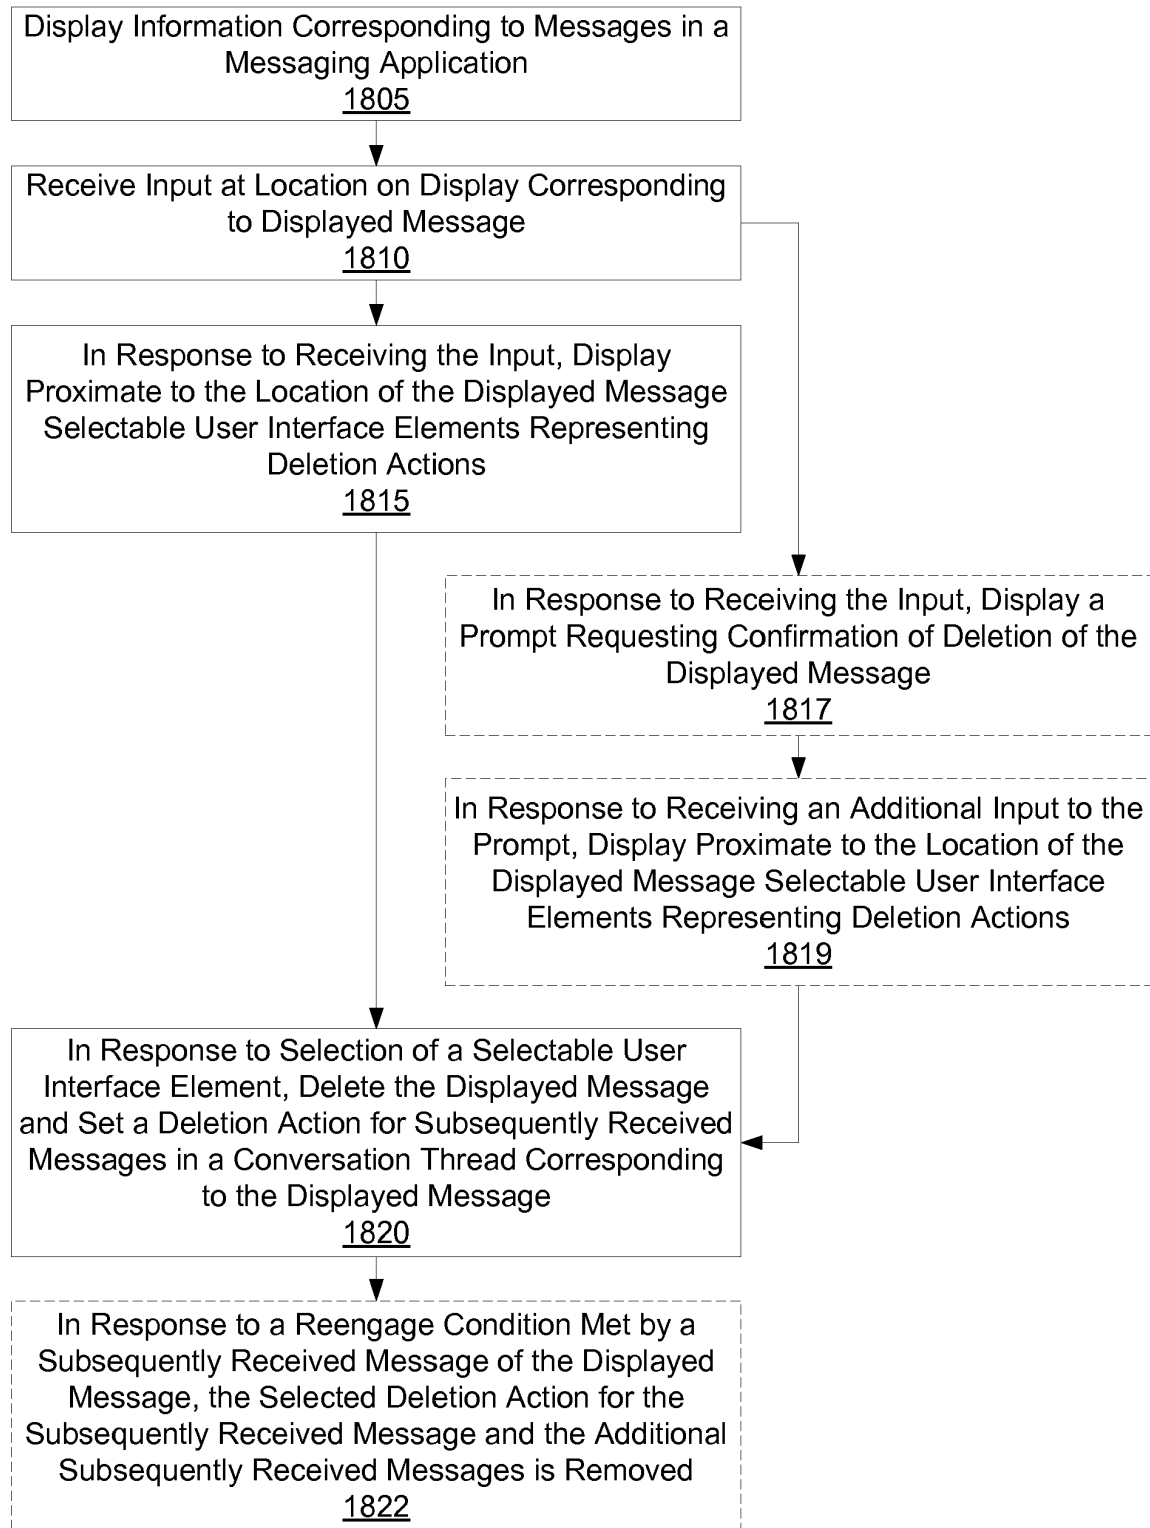 Display Information Corresponding to Messages in a
Messaging Application
1805
Receive Input at Location on Display Corresponding
to Displayed Message
1810
In Response to Receiving the Input, Display
Proximate to the Location of the Displayed Message
Selectable User Interface Elements Representing
Deletion Actions
1815
In Response to Receiving the Input, Display a
Prompt Requesting Confirmation of Deletion of the
Displayed Message
1817
In Response to Receiving an Additional Input to the
Prompt, Display Proximate to the Location of the
Displayed Message Selectable User Interface
Elements Representing Deletion Actions
1819
In Response to Selection of a Selectable User
Interface Element, Delete the Displayed Message
and Set a Deletion Action for Subsequently Received
Messages in a Conversation Thread Corresponding
to the Displayed Message
1820
In Response to a Reengage Condition Met by a
Subsequently Received Message of the Displayed
Message, the Selected Deletion Action for the
Subsequently Received Message and the Additional
Subsequently Received Messages is Removed
1822